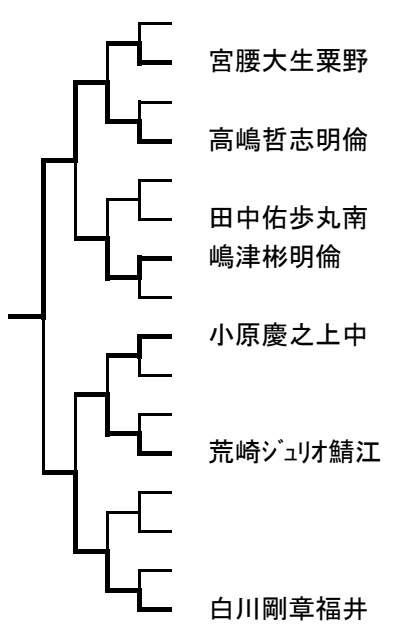 宮腰大生粟野
高嶋哲志明倫
田中佑歩丸南
嶋津彬明倫
小原慶之上中
荒崎ｼﾞｭﾘｵ鯖江
白川剛章福井